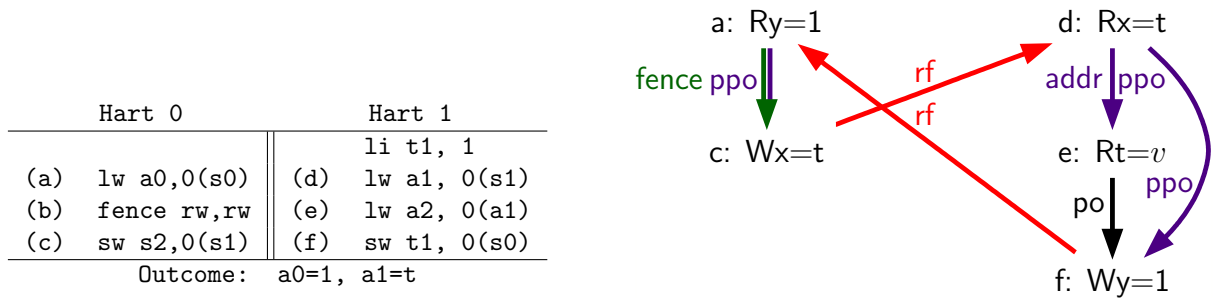 Hart 0 Hart 1
li t1, 1
(a) lw a0,0(s0) (d) lw a1, 0(s1)
(b) fence rw,rw (e) lw a2, 0(a1)
(c) sw s2,0(s1) (f) sw t1, 0(s0)
Outcome: a0=1, a1=t
a: Ry=1 d: Rx=t
fence ppo rf addr ppo
rf
c: Wx=t e: Rt=v
po ppo
f: Wy=1